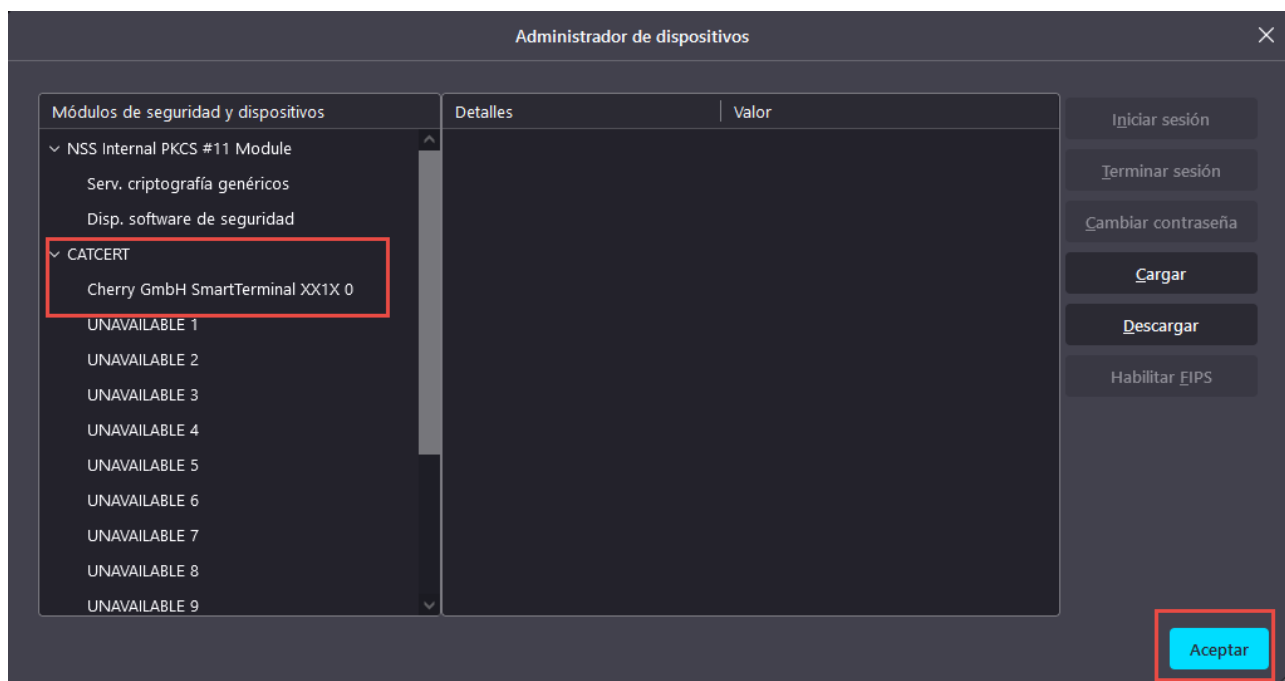 Administrador de dispositivos
Módulos de seguridad y dispositivos
Detalles
Valor
NSS Internal PKCS #11 Module
Serv. criptografía genéricos
Disp. software de seguridad
CATCERT
Cherry GmbH SmartTerminal XX1X 0
UNAVAILABLE 1
UNAVAILABLE 2
UNAVAILABLE 3
UNAVAILABLE 4
UNAVAILABLE 5
UNAVAILABLE 6
UNAVAILABLE 7
UNAVAILABLE 8
UNAVAILABLE 9
Iniciar sesión
Terminar sesión
Cambiar contraseña
Cargar
Descargar
Habilitar FIPS
Aceptar